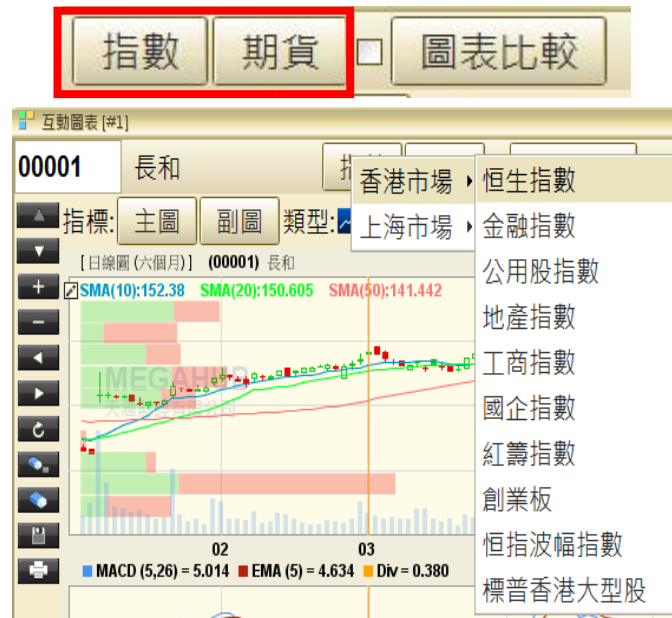 指數 期貨 圖表比較
互動圖表 [#1]
00001 長和
指標: 主圖 副圖 類型:
香港市場
上海市場
恒生指數
金融指數
公用股指數
地產指數
工商指數
國企指數
紅籌指數
創業板
恒指波幅指數
標普香港大型股
[日線圖 (六個月)] (00001) 長和
SMA(10):152.38 SMA(20):150.605 SMA(50):141.442
MEGAHUB
02 03
MACD (5,26) = 5.014 EMA (5) = 4.634 Div = 0.380